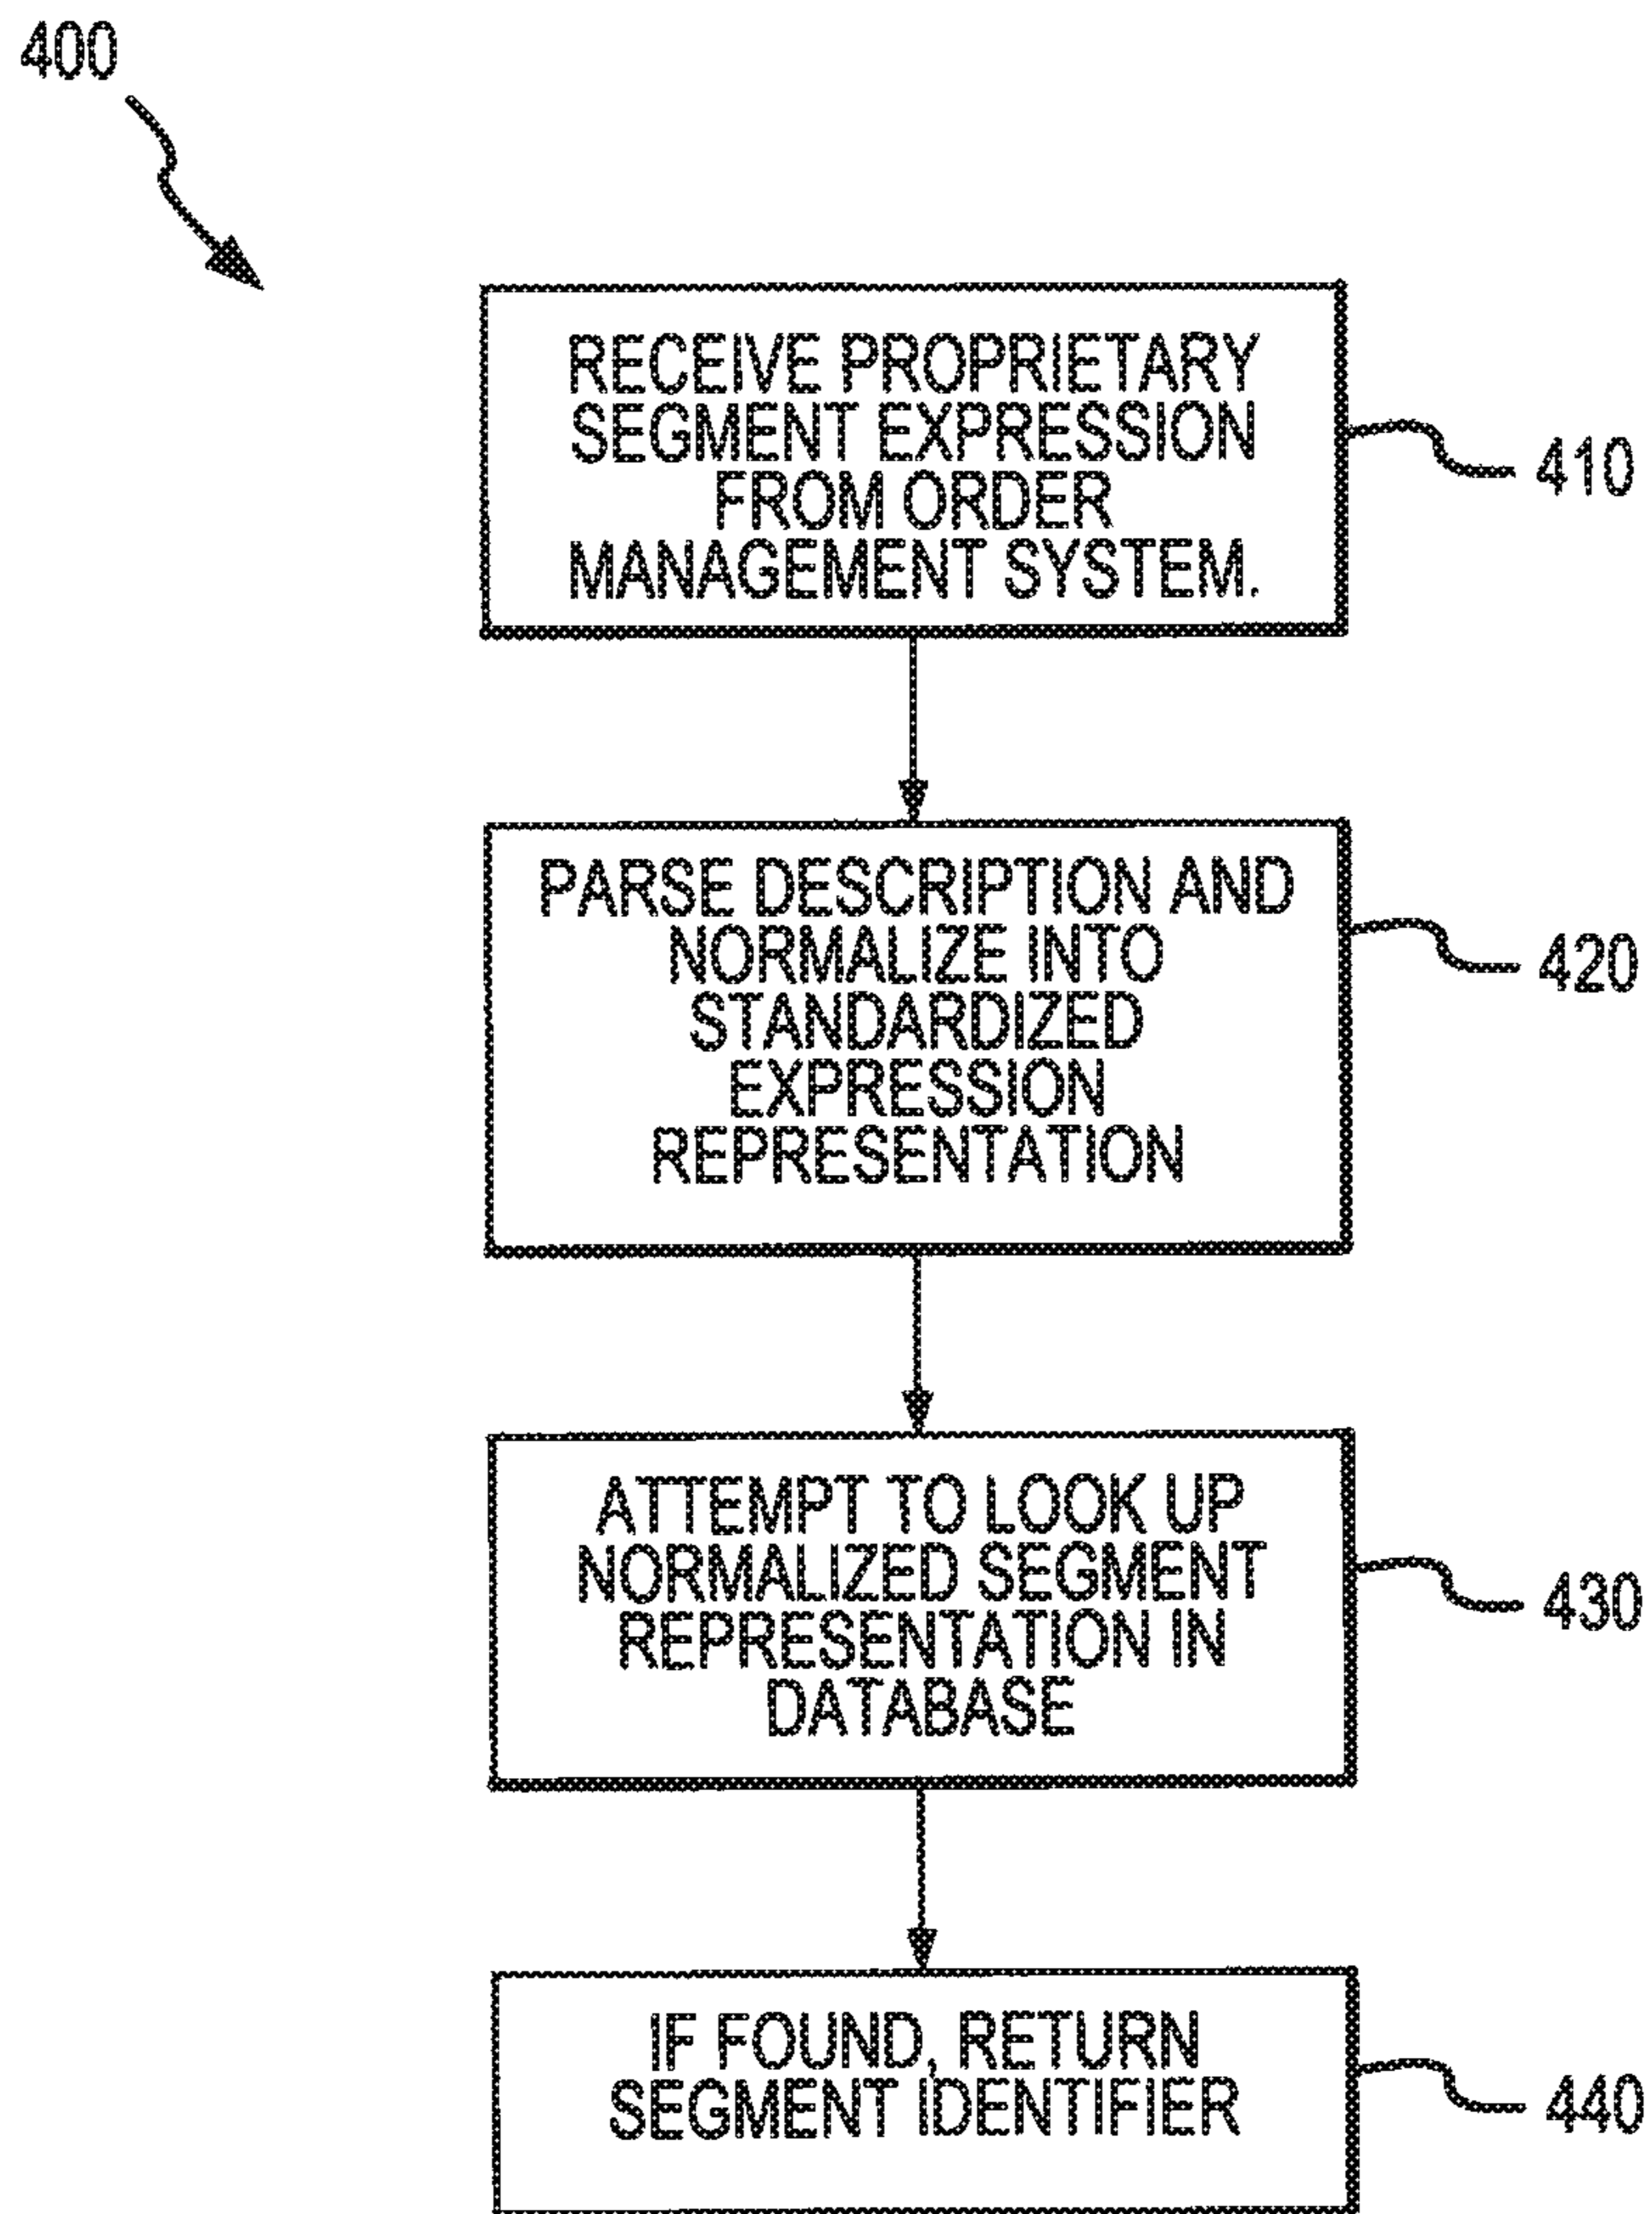 400
RECEIVE PROPRIETARY
SEGMENT EXPRESSION
FROM ORDER
MANAGEMENT SYSTEM.
410
PARSE DESCRIPTION AND
NORMALIZE INTO
STANDARDIZED
EXPRESSION
REPRESENTATION
420
ATTEMPT TO LOOK UP
NORMALIZED SEGMENT
REPRESENTATION IN
DATABASE
430
IF FOUND, RETURN
SEGMENT IDENTIFIER
440